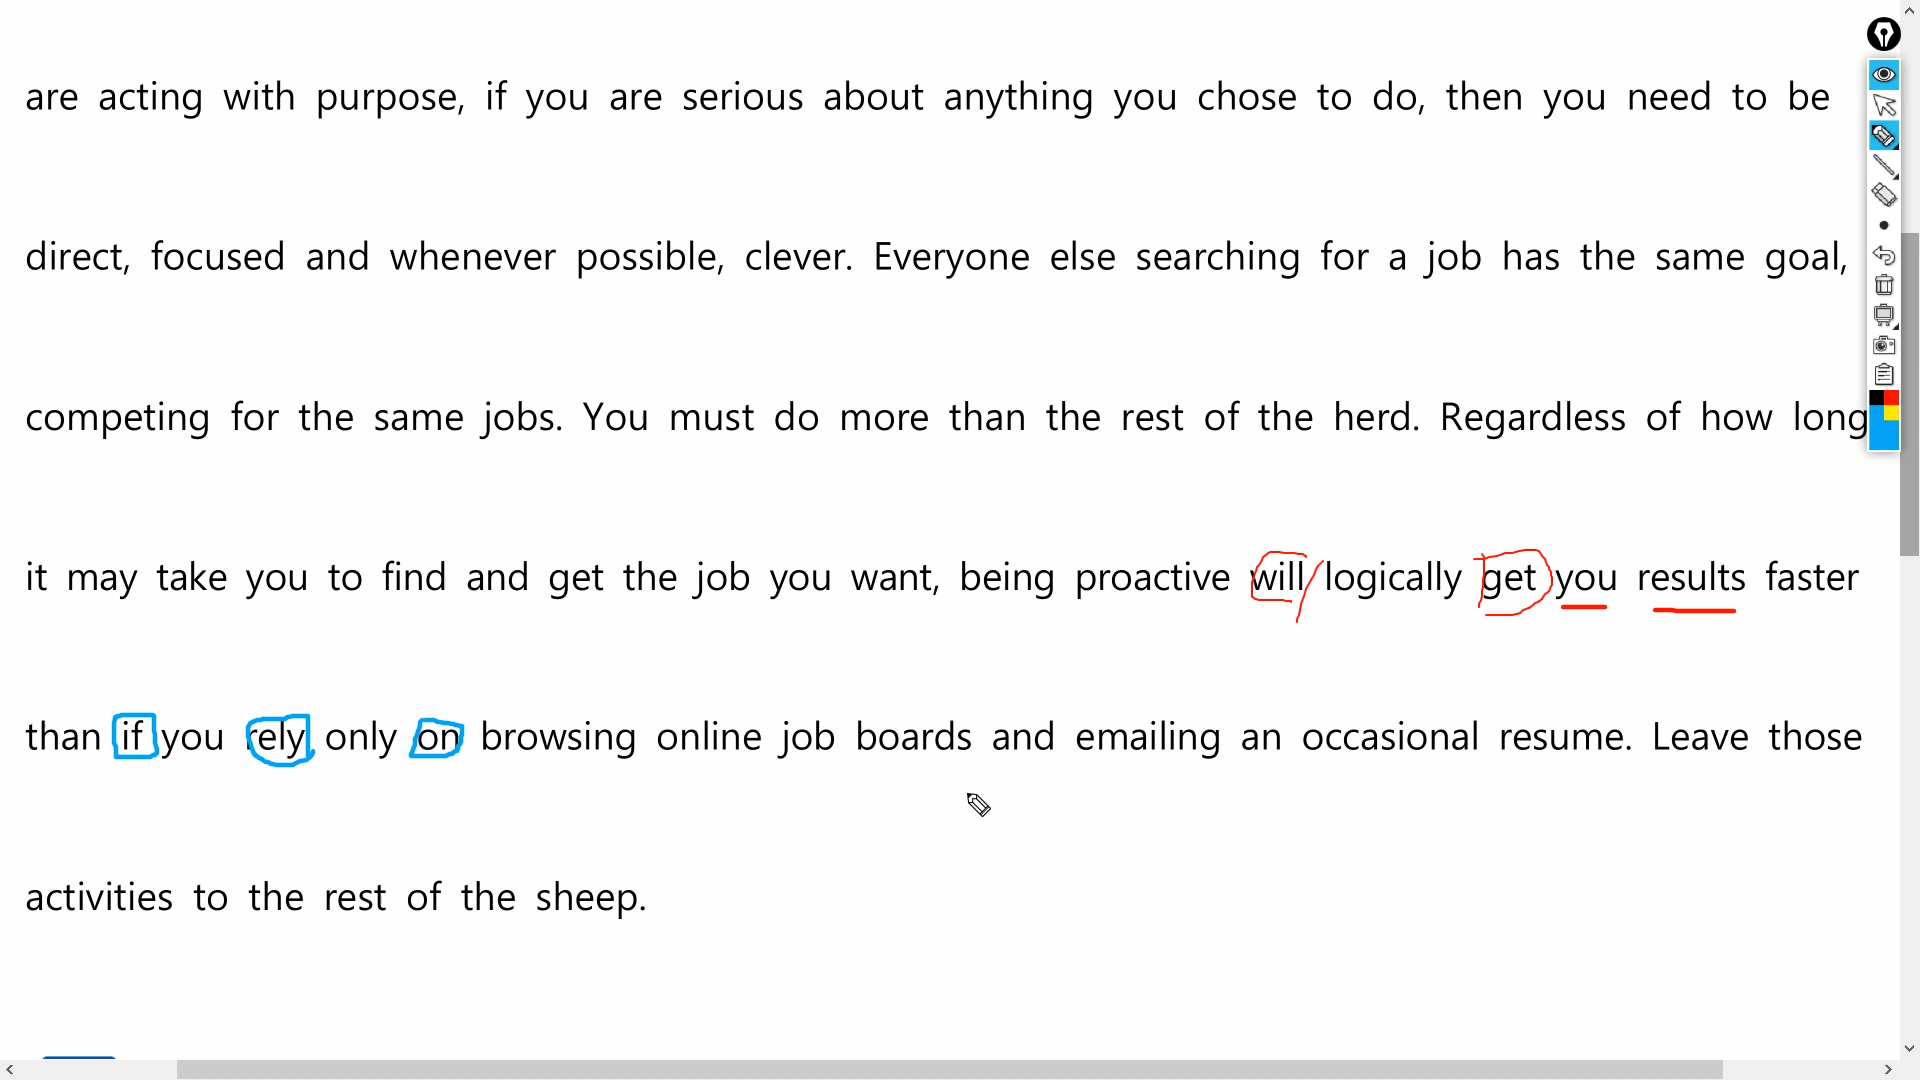 are acting with purpose, if you are serious about anything you chose to do, then you need to be
direct, focused and whenever possible, clever. Everyone else searching for a job has the same goal,
competing for the same jobs. You must do more than the rest of the herd. Regardless of how long
it may take you to find and get the job you want, being proactive will logically get you results faster
than if you rely only on browsing online job boards and emailing an occasional resume. Leave those
activities to the rest of the sheep.